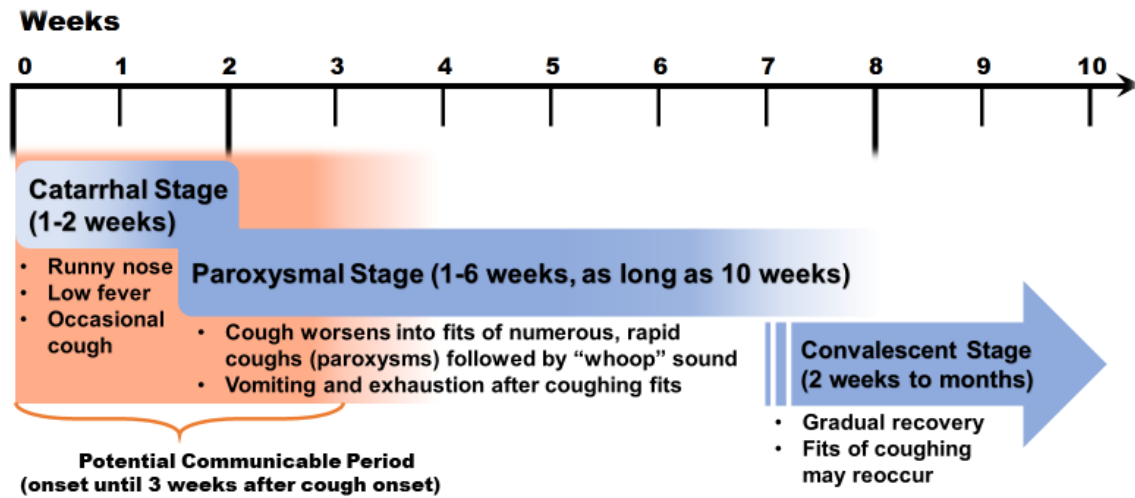 Weeks
0 1 2 3 4 5 6 7 8 9 10
Catarrhal Stage
(1-2 weeks)
• Runny nose
• Low fever
• Occasional
cough
Paroxysmal Stage (1-6 weeks, as long as 10 weeks)
• Cough worsens into fits of numerous, rapid
coughs (paroxysms) followed by “whoop” sound
• Vomiting and exhaustion after coughing fits
Convalescent Stage
(2 weeks to months)
• Gradual recovery
• Fits of coughing
may reoccur
Potential Communicable Period
(onset until 3 weeks after cough onset)